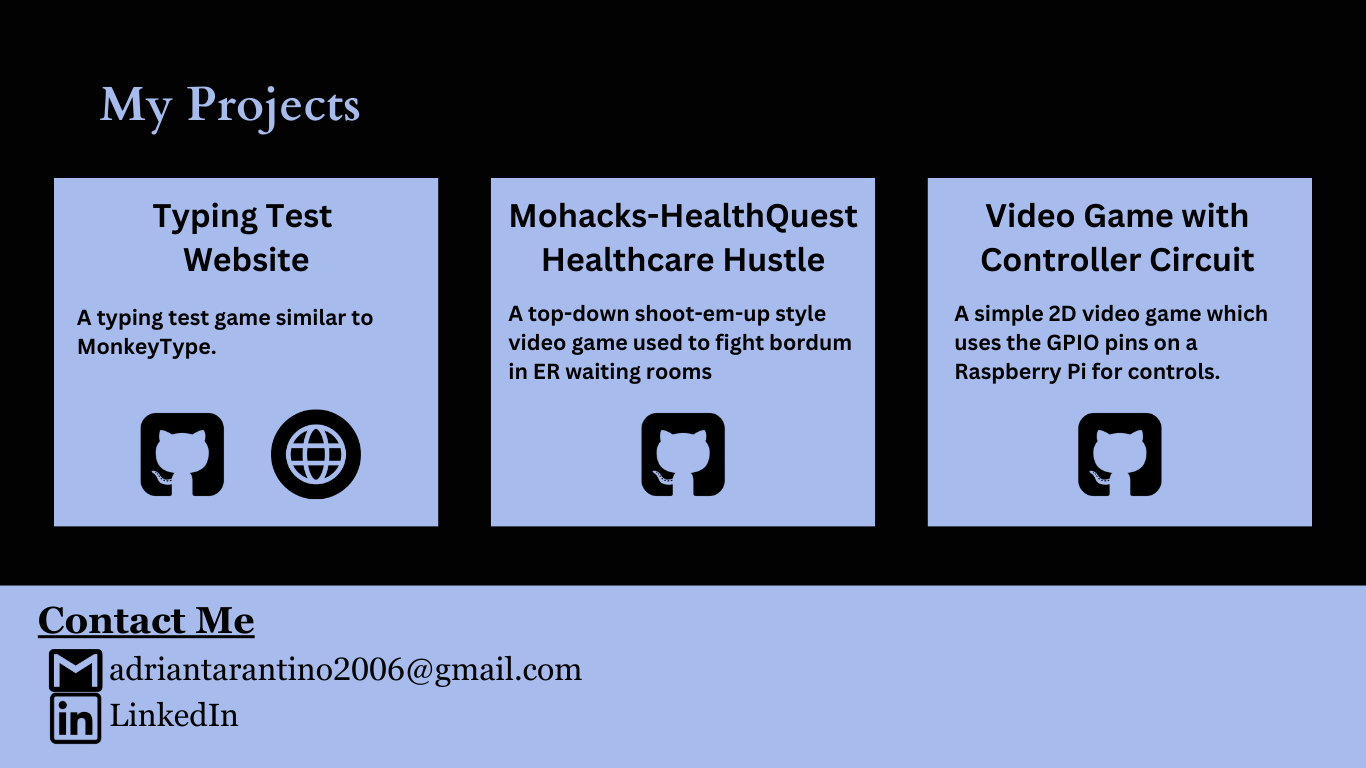 My Projects
Typing Test
Website
A typing test game similar to
MonkeyType.
Mohacks-HealthQuest
Healthcare Hustle
A top-down shoot-em-up style
video game used to fight bordum
in ER waiting rooms
Video Game with
Controller Circuit
A simple 2D video game which
uses the GPIO pins on a
Raspberry Pi for controls.
Contact Me
adriantarantino2006@gmail.com
in LinkedIn